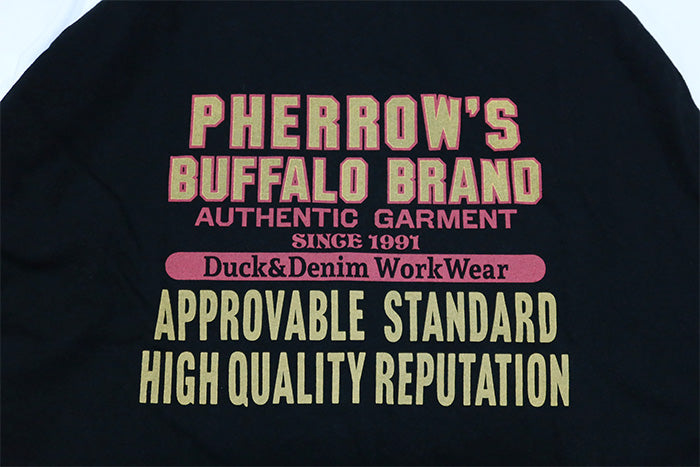 PHERROW'S
BUFFALO BRAND
AUTHENTIC GARMENT
SINCE 1991
Duck&Denim WorkWear
APPROVABLE STANDARD
HIGH QUALITY REPUTATION